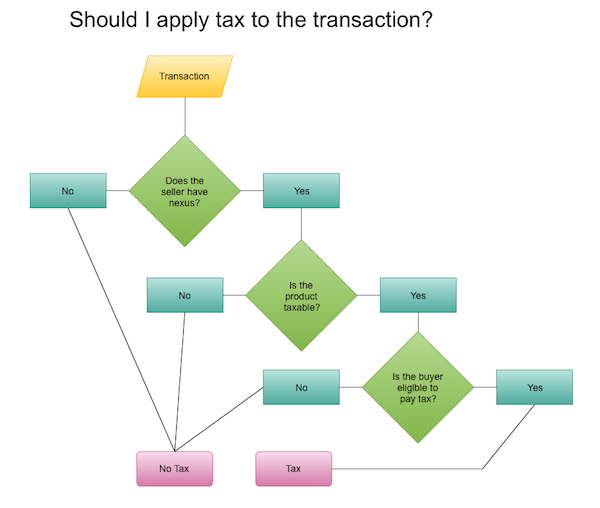 Should I apply tax to the transaction?
Transaction
Does the
seller have
nexus?
No
Yes
Is the
product
taxable?
No
Yes
Is the buyer
eligible to
pay tax?
No
Yes
No Tax
Tax